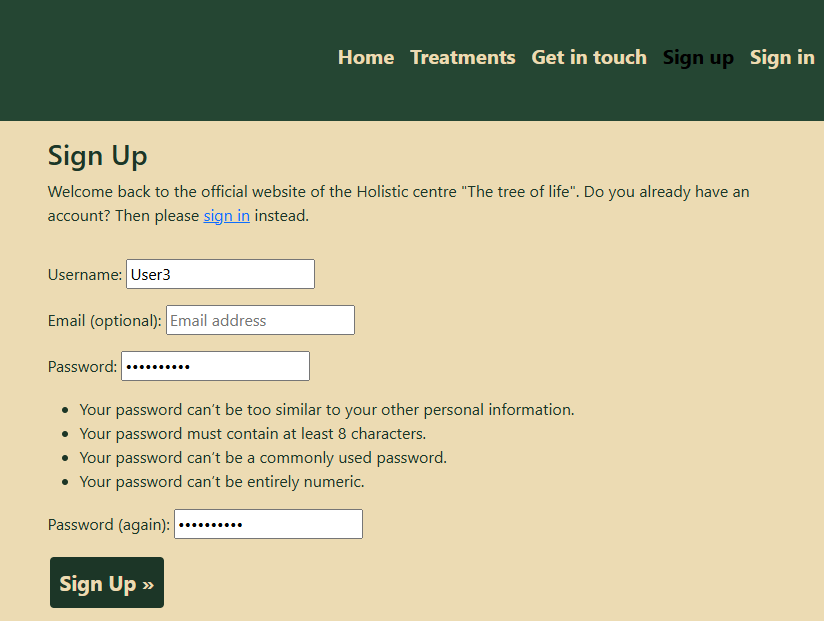 Home Treatments Get in touch Sign up Sign in
Sign Up
Welcome back to the official website of the Holistic centre "The tree of life". Do you already have an
account? Then please sign in instead.
Username: User3
Email (optional): Email address
Password: ••••••••••
• Your password can’t be too similar to your other personal information.
• Your password must contain at least 8 characters.
• Your password can’t be a commonly used password.
• Your password can’t be entirely numeric.
Password (again): ••••••••••
Sign Up »